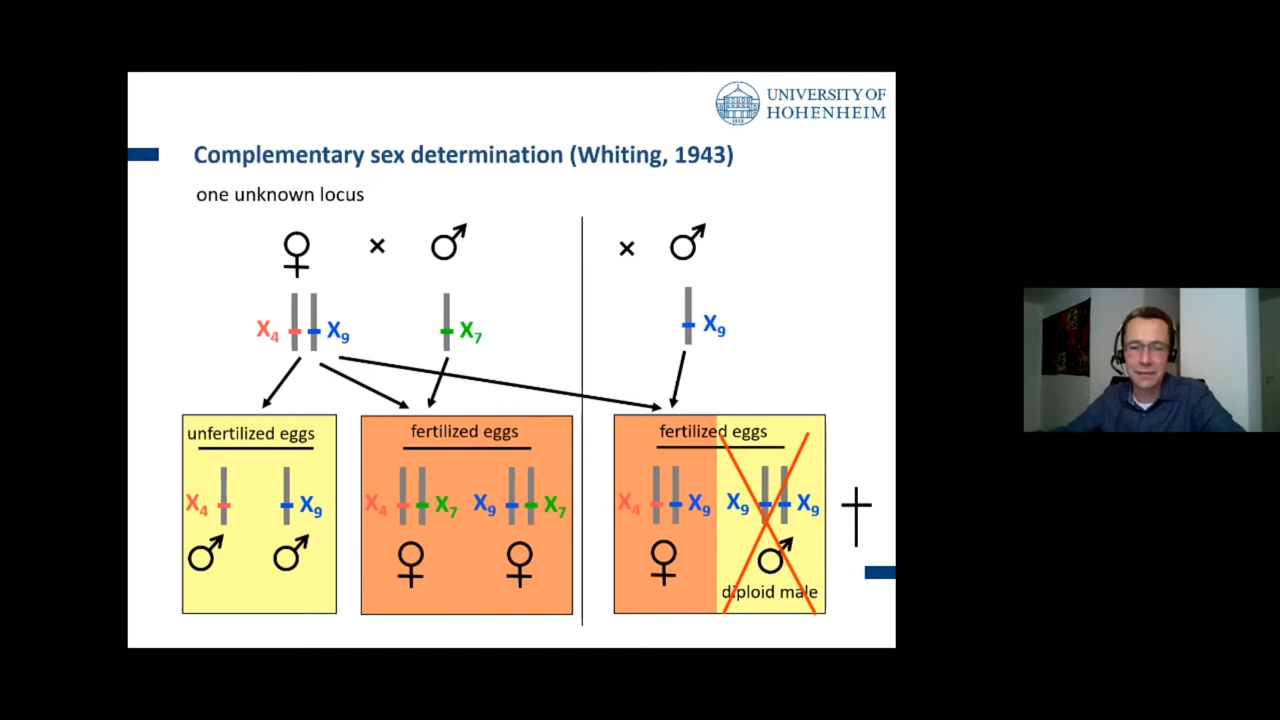 UNIVERSITY OF
HOHENHEIM
Complementary sex determination (Whiting, 1943)
one unknown locus
♀ × ♂ × ♂
X4 X9 X7 X9
unfertilized eggs
X4 X9
♂ ♂
fertilized eggs
X4 X7 X9 X7
♀ ♀
fertilized eggs
X4 X9 X9 X9
♀ ♂
diploid male